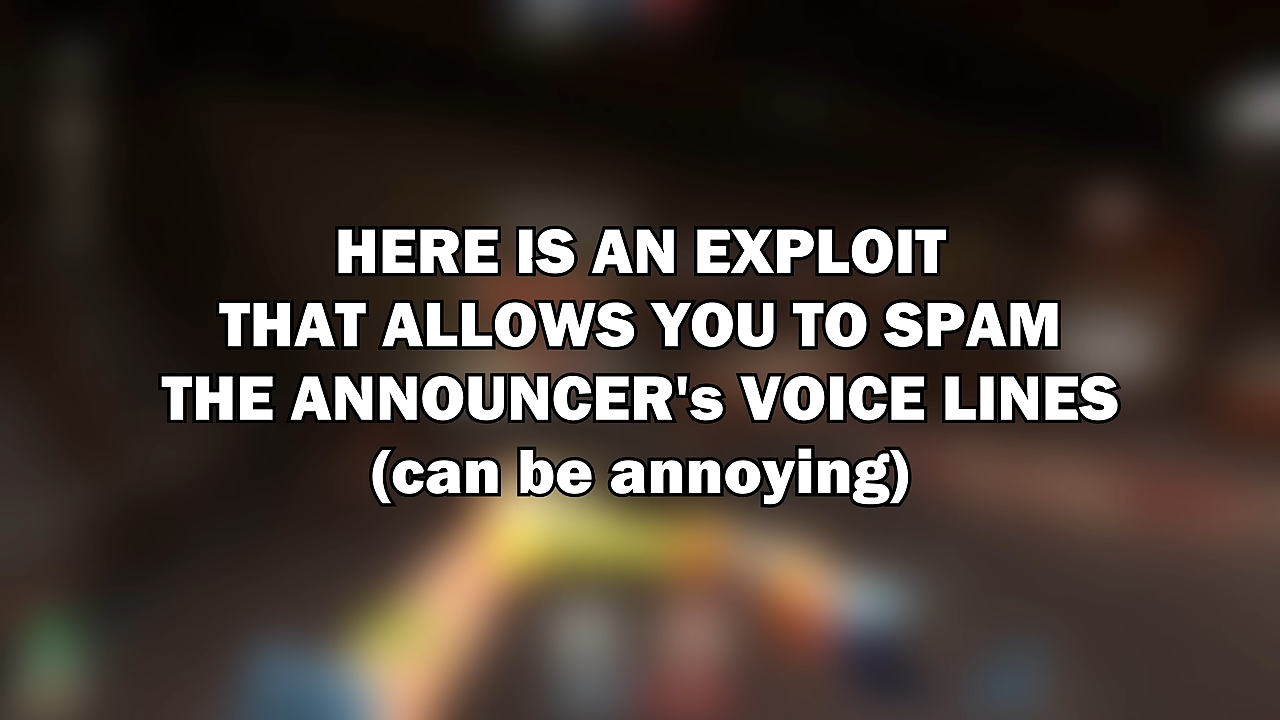 HERE IS AN EXPLOIT
THAT ALLOWS YOU TO SPAM
THE ANNOUNCER's VOICE LINES
(can be annoying)